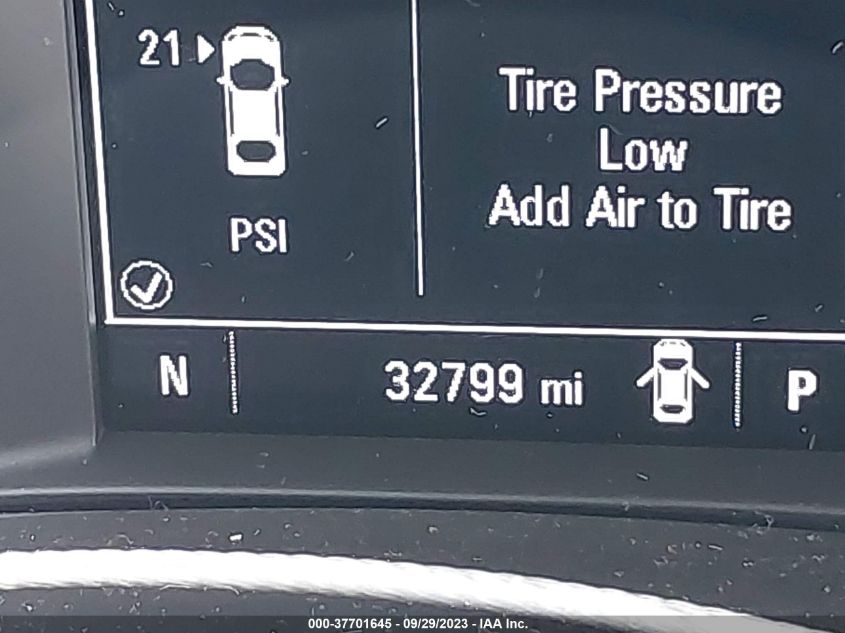 21
PSI
Tire Pressure
Low
Add Air to Tire
N
32799 mi
P
000-37701645 - 09/29/2023 - IAA Inc.